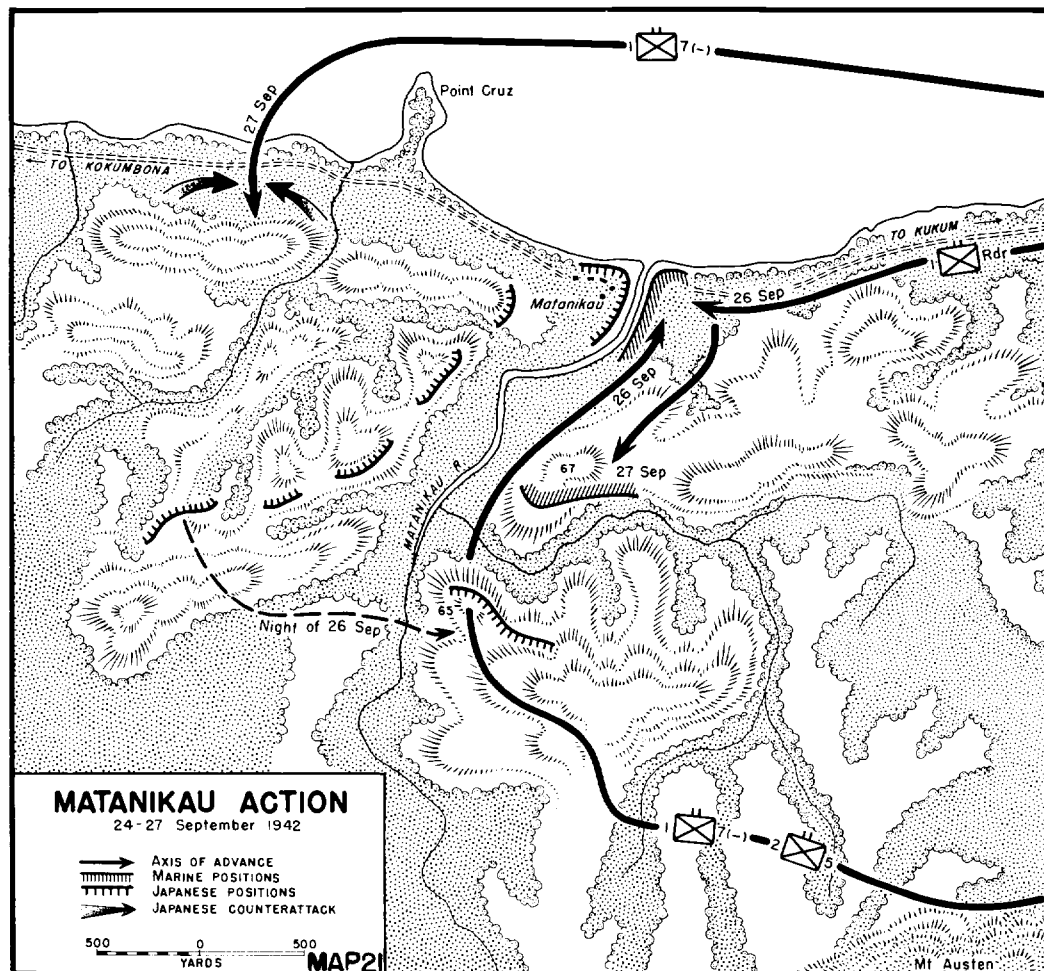 1 7(-)
Point Cruz
27 Sep
TO KOKUMBONA
TO KUKUM
1 Rdr
26 Sep
Matanikau
26 Sep
67
27 Sep
MATANIKAU R.
65
Night of 26 Sep
1 7(-) 2 5
Mt Austen
MATANIKAU ACTION
24-27 September 1942
AXIS OF ADVANCE
MARINE POSITIONS
JAPANESE POSITIONS
JAPANESE COUNTERATTACK
500 0 500
YARDS
MAP21